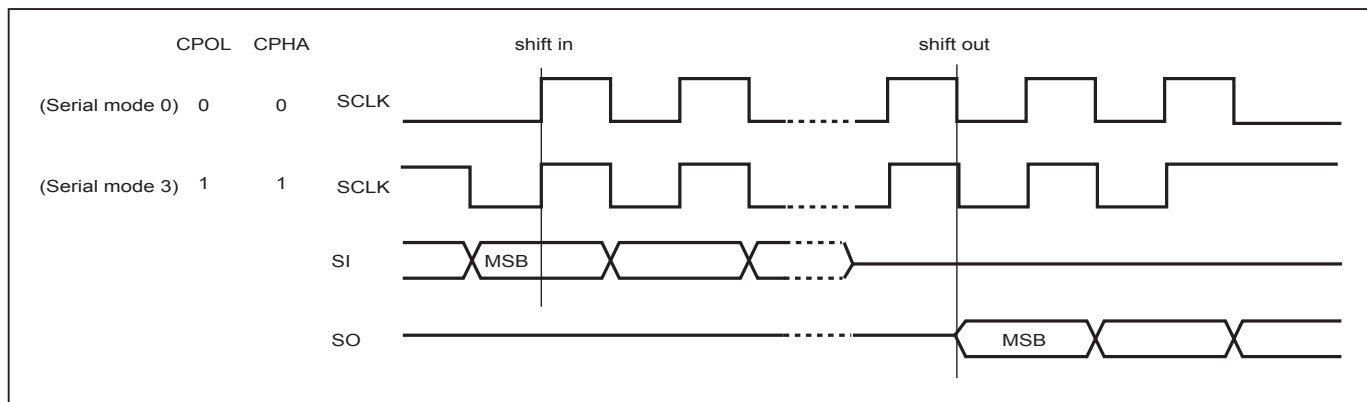 CPOL CPHA shift in shift out
(Serial mode 0) 0 0 SCLK
(Serial mode 3) 1 1 SCLK
SI MSB
SO MSB